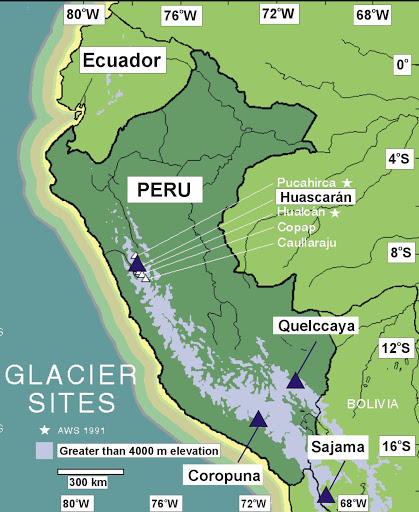 80°W
76°W
72°W
68°W
Ecuador
0°
4°S
PERU
Pucahirca
Huascarán
Hualcan
Copap
Caullaraju
8°S
Quelccaya
12°S
GLACIER
SITES
BOLIVIA
AWS 1991
Sajama
16°S
Greater than 4000 m elevation
Coropuna
300 km
80°W
76°W
72°W
68°W